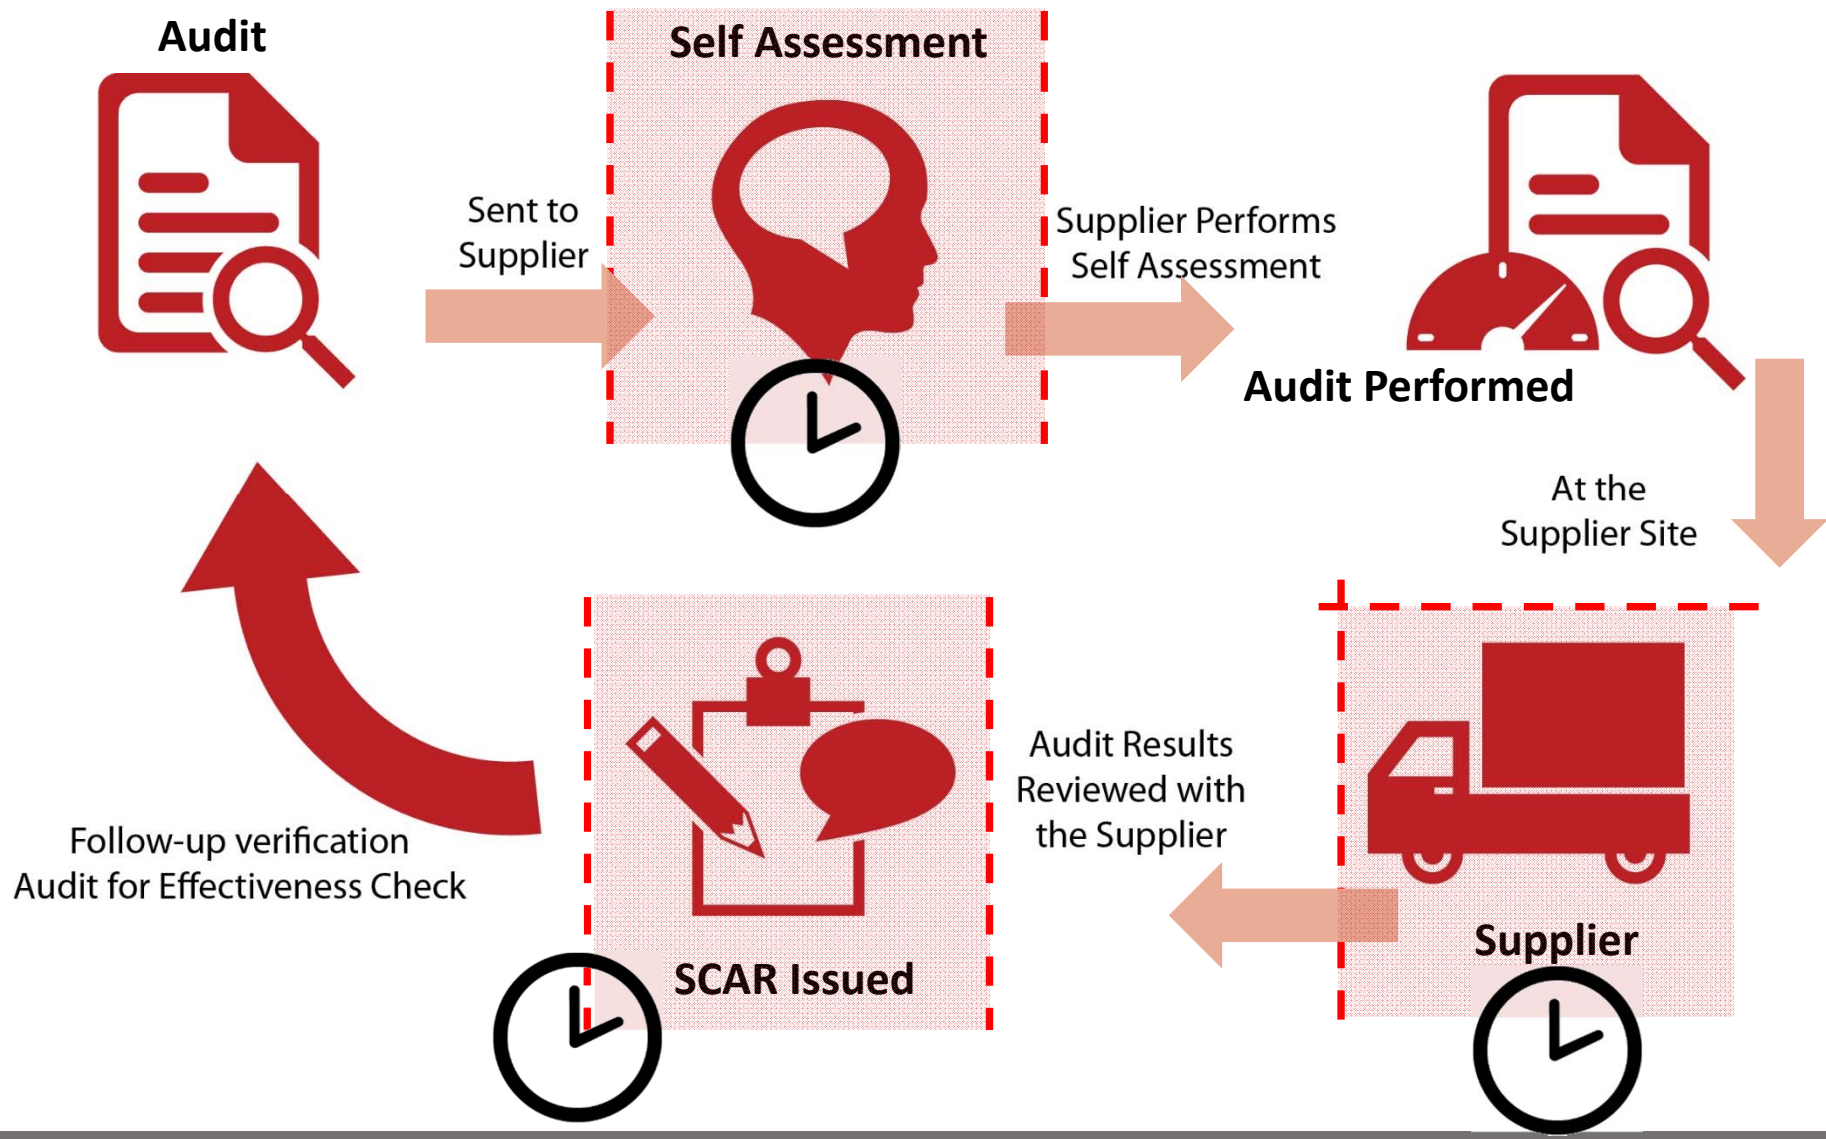 Audit
Self Assessment
Sent to
Supplier
Supplier Performs
Self Assessment
Audit Performed
At the
Supplier Site
Supplier
Audit Results
Reviewed with
the Supplier
SCAR Issued
Follow-up verification
Audit for Effectiveness Check